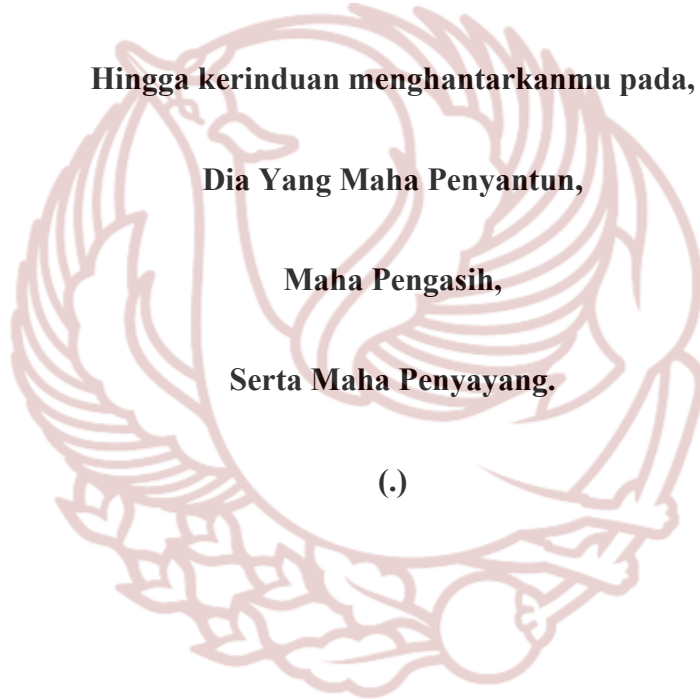 Hingga kerinduan menghantarkanmu pada,
Dia Yang Maha Penyantun,
Maha Pengasih,
Serta Maha Penyayang.
(.)